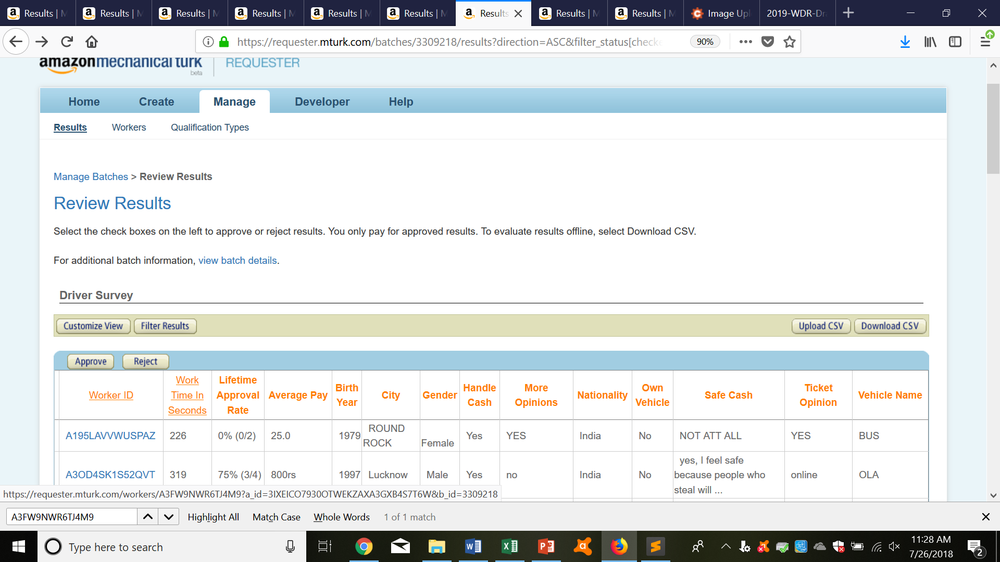 Results | M Results | M Results | M Results | M Results | M Results | M Results Results | M Results | M Image Upl 2019-WDR-Dra
https://requester.mturk.com/batches/3309218/results?direction=ASC&filter_status[checke 90%
amazonmechanical turk REQUESTER
beta
Home Create Manage Developer Help
Results Workers Qualification Types
Manage Batches > Review Results
Review Results
Select the check boxes on the left to approve or reject results. You only pay for approved results. To evaluate results offline, select Download CSV.
For additional batch information, view batch details.
Driver Survey
Customize View Filter Results Upload CSV Download CSV
Approve Reject
Worker ID Work Time In Seconds Lifetime Approval Rate Average Pay Birth Year City Gender Handle Cash More Opinions Nationality Own Vehicle Safe Cash Ticket Opinion Vehicle Name
A195LAVVWUSPAZ 226 0% (0/2) 25.0 1979 ROUND ROCK Female Yes YES India No NOT ATT ALL YES BUS
A3OD4SK1S52QVT 319 75% (3/4) 800rs 1997 Lucknow Male Yes no India No yes, I feel safe because people who steal will ... online OLA
https://requester.mturk.com/workers/A3FW9NWR6TJ4M9?a_id=3IXEICO7930OTWEKZAXA3GXB4S7T6W&b_id=3309218
A3FW9NWR6TJ4M9 Highlight All Match Case Whole Words 1 of 1 match
Type here to search 11:28 AM
7/26/2018 2